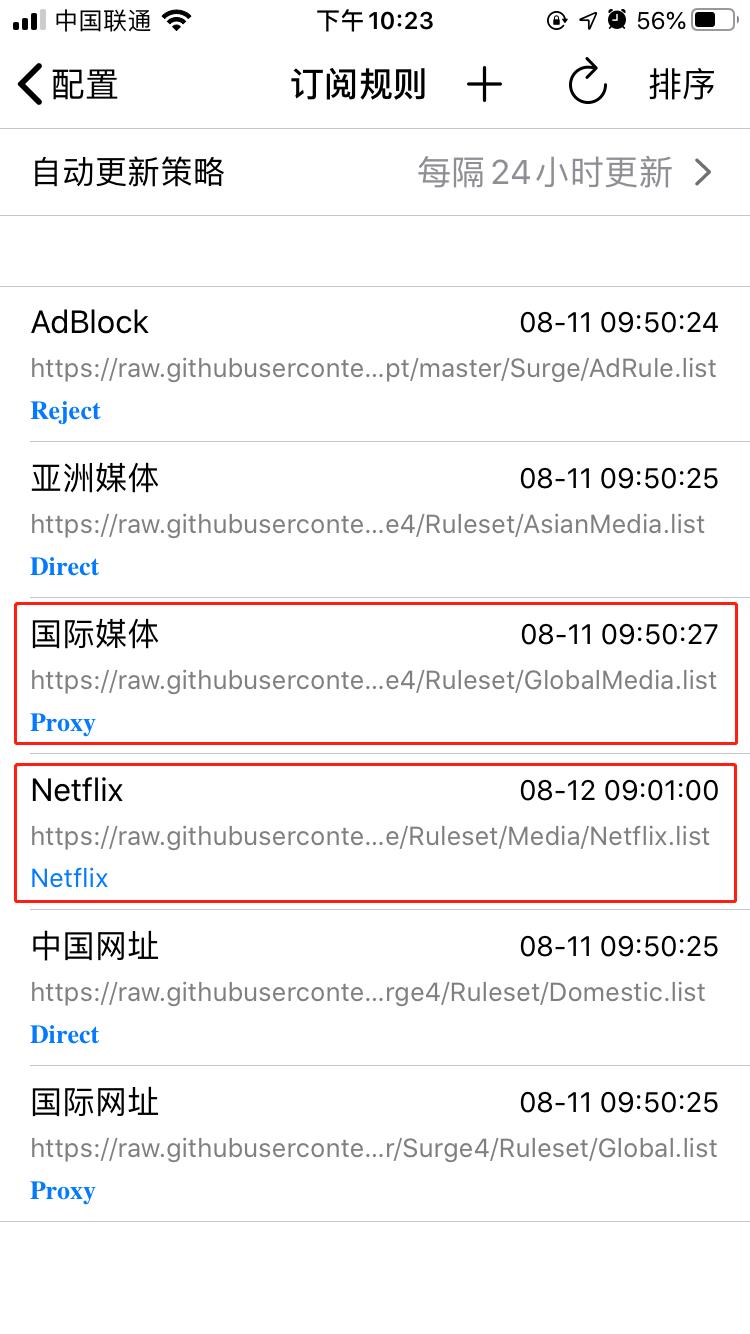 中国联通 下午10:23 56%
配置 订阅规则 排序
自动更新策略 每隔24小时更新
AdBlock 08-11 09:50:24
https://raw.githubuserconte...pt/master/Surge/AdRule.list
Reject
亚洲媒体 08-11 09:50:25
https://raw.githubuserconte...e4/Ruleset/AsianMedia.list
Direct
国际媒体 08-11 09:50:27
https://raw.githubuserconte...e4/Ruleset/GlobalMedia.list
Proxy
Netflix 08-12 09:01:00
https://raw.githubuserconte...e/Ruleset/Media/Netflix.list
Netflix
中国网址 08-11 09:50:25
https://raw.githubuserconte...rge4/Ruleset/Domestic.list
Direct
国际网址 08-11 09:50:25
https://raw.githubuserconte...r/Surge4/Ruleset/Global.list
Proxy